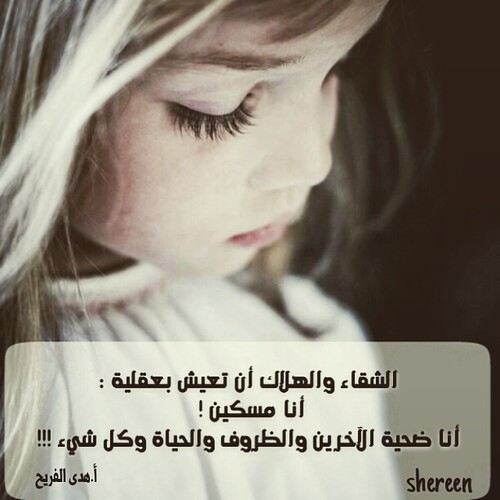 الشقاء والهلاك أن تعيش بعقلية :
أنا مسكين !
أنا ضحية الآخرين والظروف والحياة وكل شيء !!!
أ.هدى الفريح
shereen